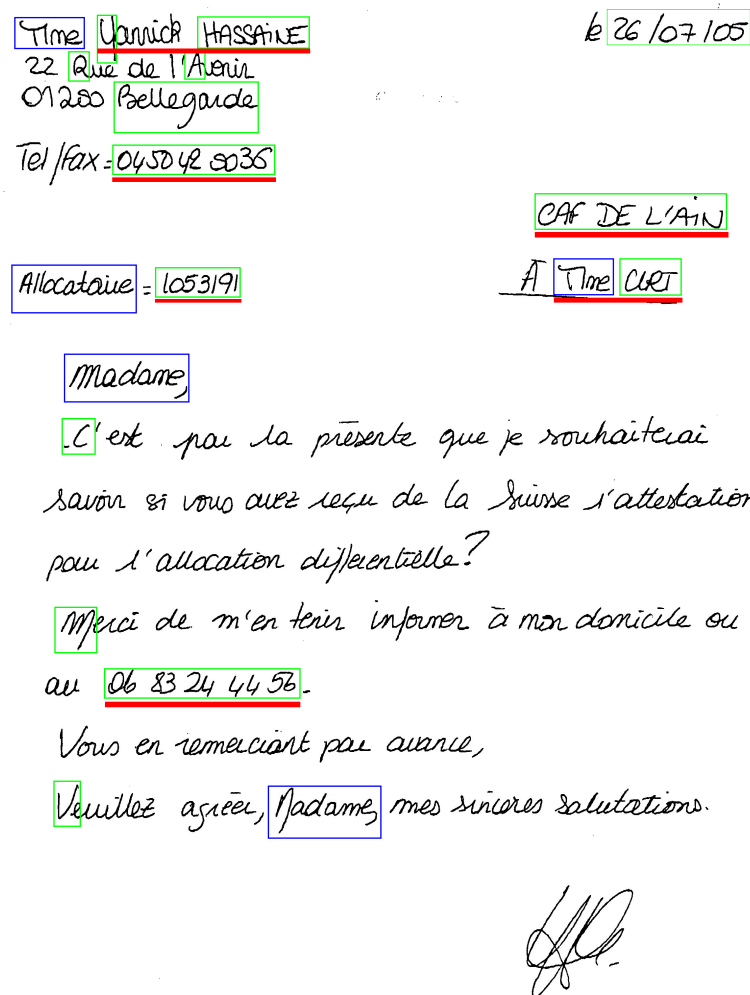 Mme Yannick HASSAINE
le 26/07/05
22 Rue de l'Avenir
01200 Bellegarde
Tel/fax = 045042 0036
CAF DE L'AIN
Allocataire = 1053191
À Mme CURT
Madame,
C'est par la présente que je souhaiterai
savoir si vous avez reçu de la Suisse l'attestation
pour l'allocation différentielle?
Merci de m'en tenir informer à mon domicile ou
au 06 83 24 44 56.
Vous en remerciant par avance,
Veuillez agréer, Madame, mes sincères salutations.